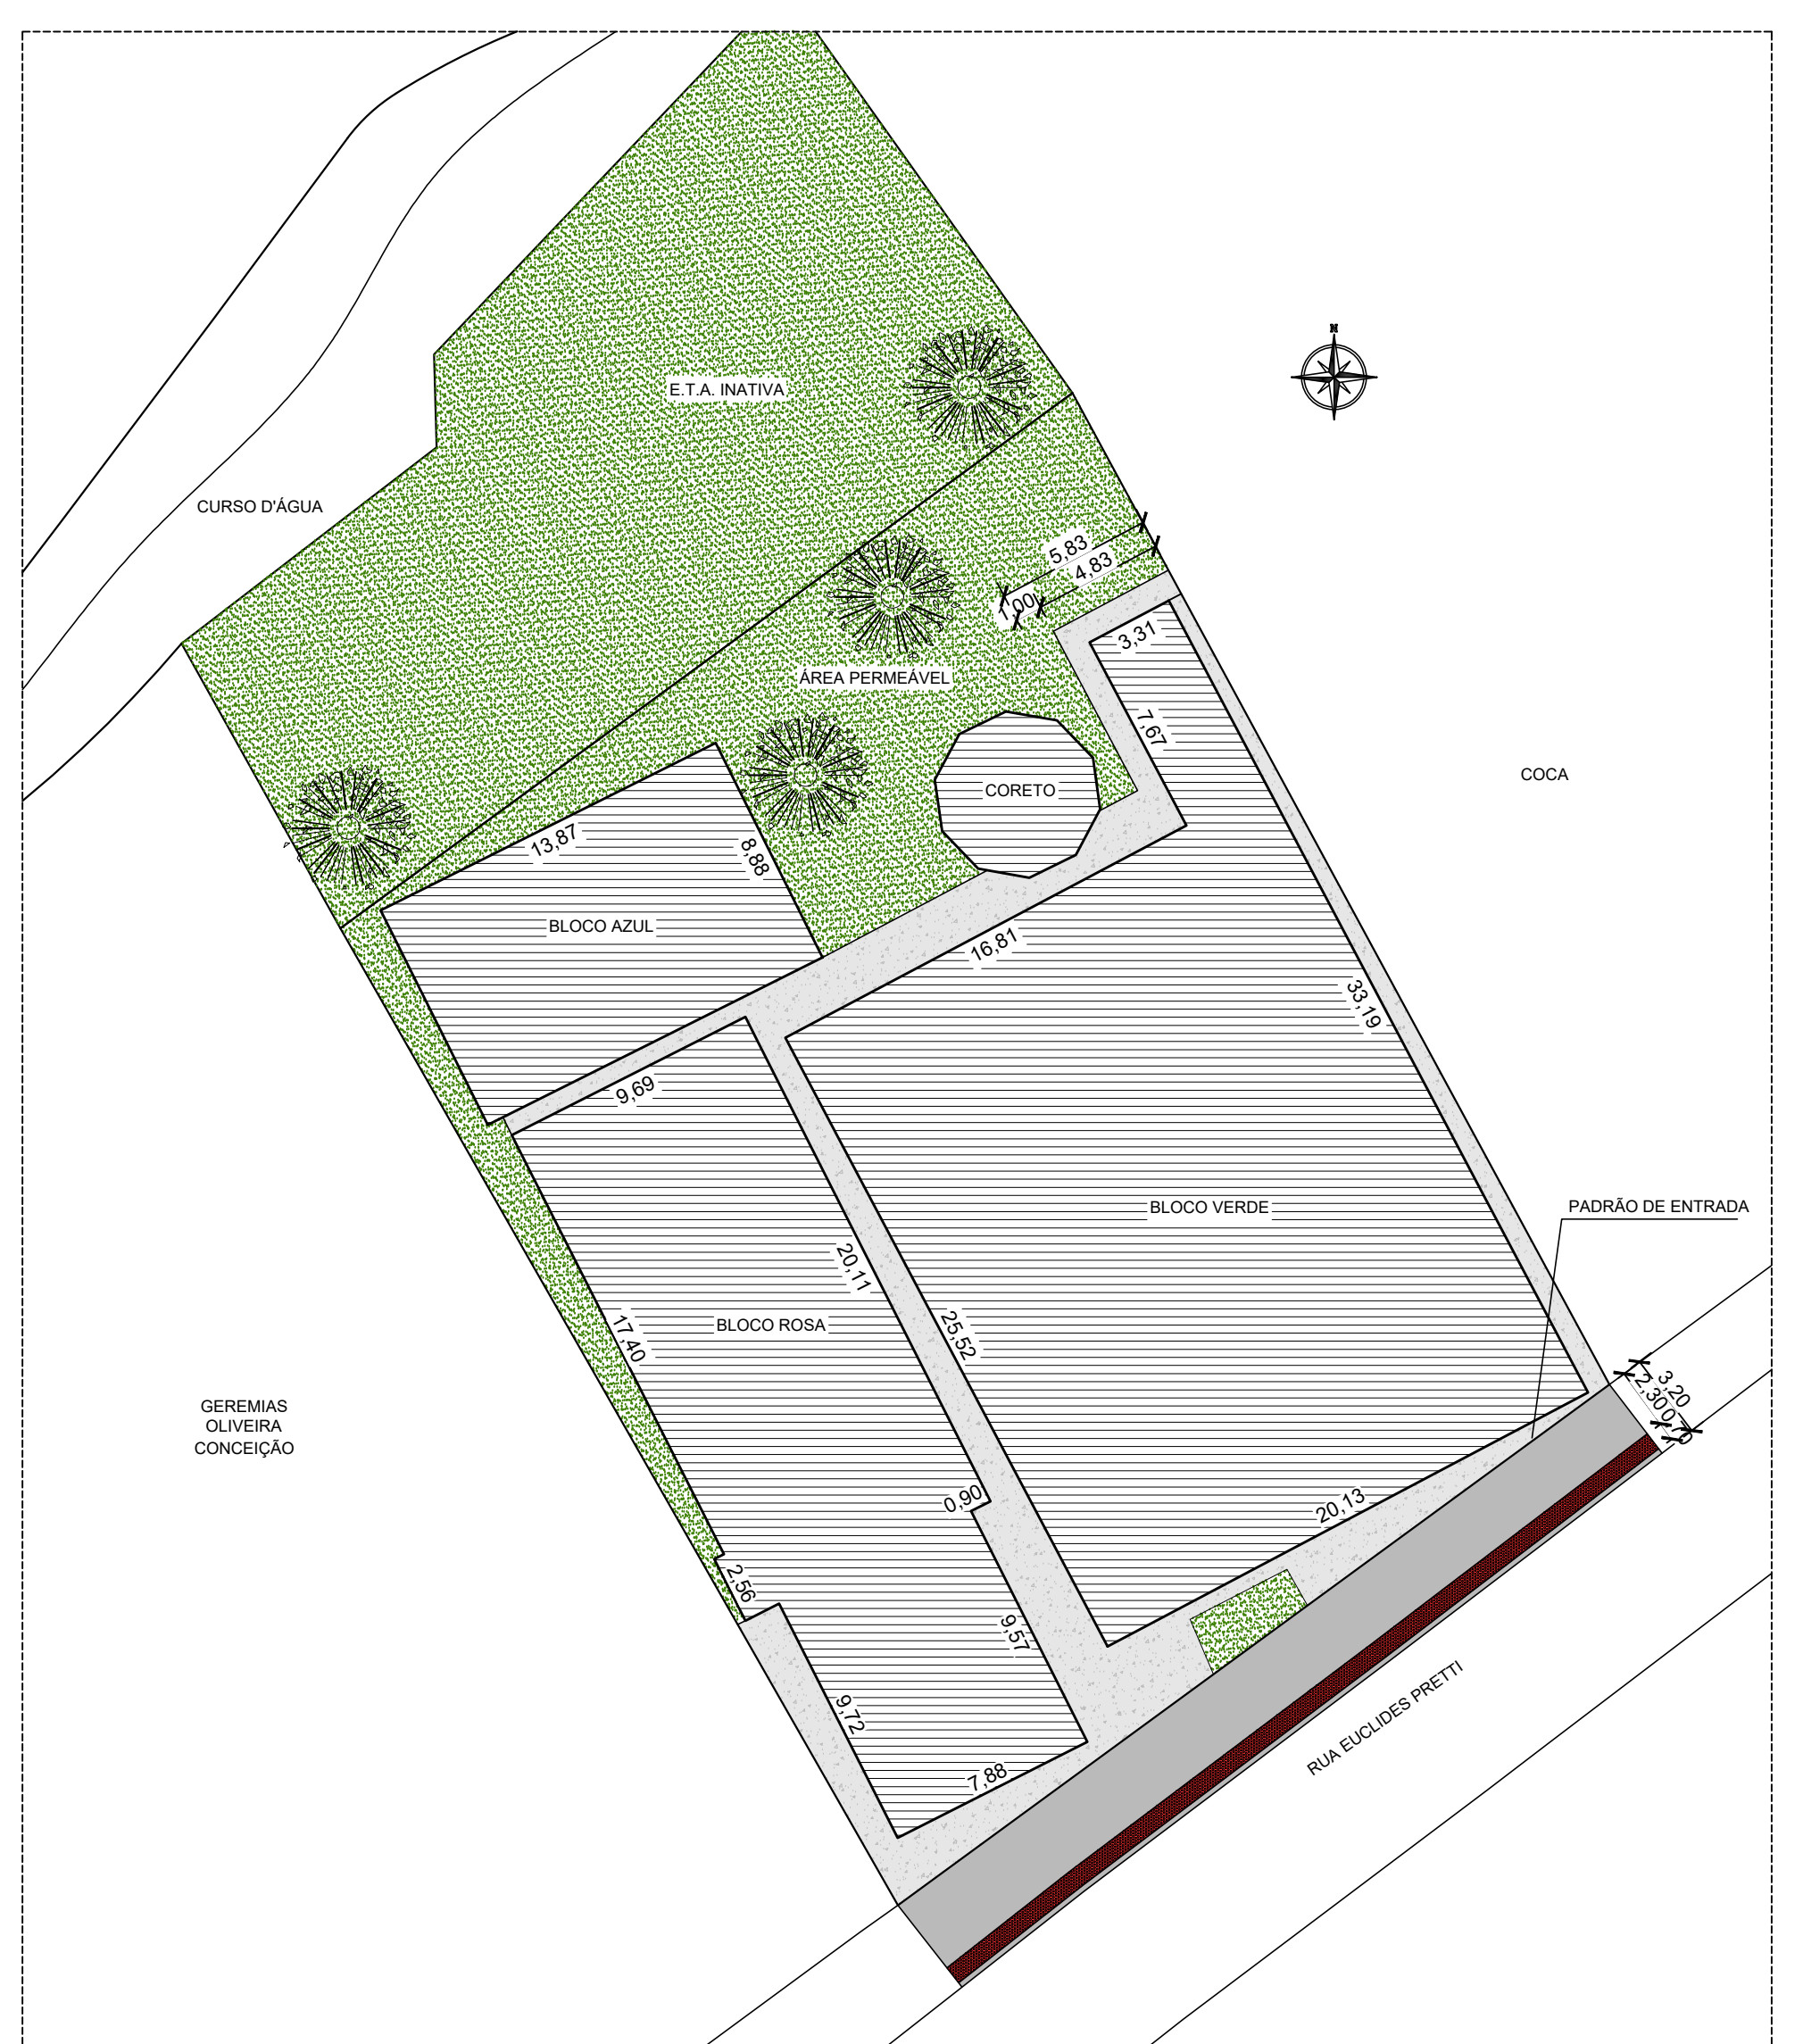 N
E.T.A. INATIVA
CURSO D'ÁGUA
5,83
4,83
1,00
3,31
ÁREA PERMEÁVEL
7,67
COCA
CORETO
13,87
8,88
BLOCO AZUL
16,81
33,19
9,69
BLOCO VERDE
PADRÃO DE ENTRADA
20,11
17,40
BLOCO ROSA
25,52
GEREMIAS
OLIVEIRA
CONCEIÇÃO
3,20
2,30
0,70
0,90
20,13
2,56
9,57
RUA EUCLIDES PRETTI
9,72
7,88